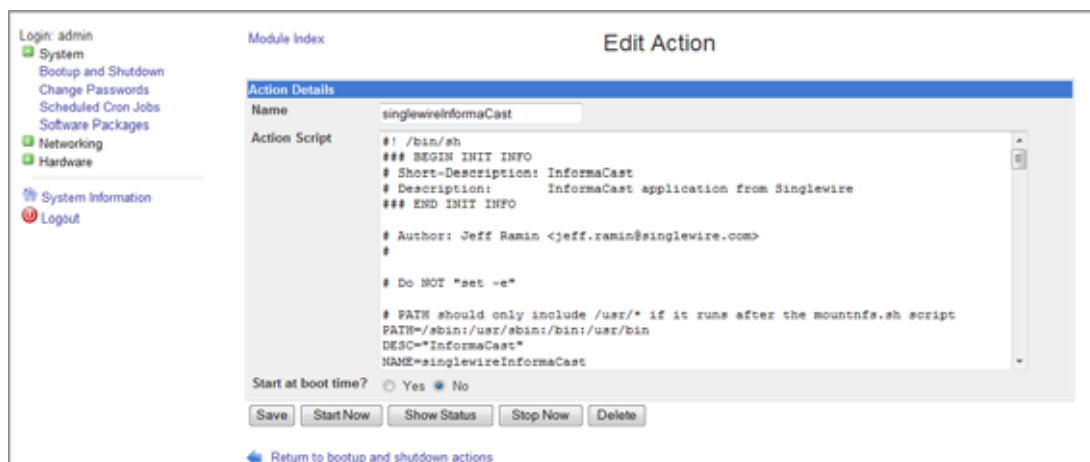 Login: admin
System
Bootup and Shutdown
Change Passwords
Scheduled Cron Jobs
Software Packages
Networking
Hardware
System Information
Logout
Module Index
Edit Action
Action Details
Name
singlewireInformaCast
Action Script
#! /bin/sh
### BEGIN INIT INFO
# Short-Description: InformaCast
# Description: InformaCast application from Singlewire
### END INIT INFO
# Author: Jeff Ramin <jeff.ramin@singlewire.com>
#
# Do NOT "set -e"
# PATH should only include /usr/* if it runs after the mountnfs.sh script
PATH=/sbin:/usr/sbin:/bin:/usr/bin
DESC="InformaCast"
NAME=singlewireInformaCast
Start at boot time? Yes No
Save Start Now Show Status Stop Now Delete
Return to bootup and shutdown actions